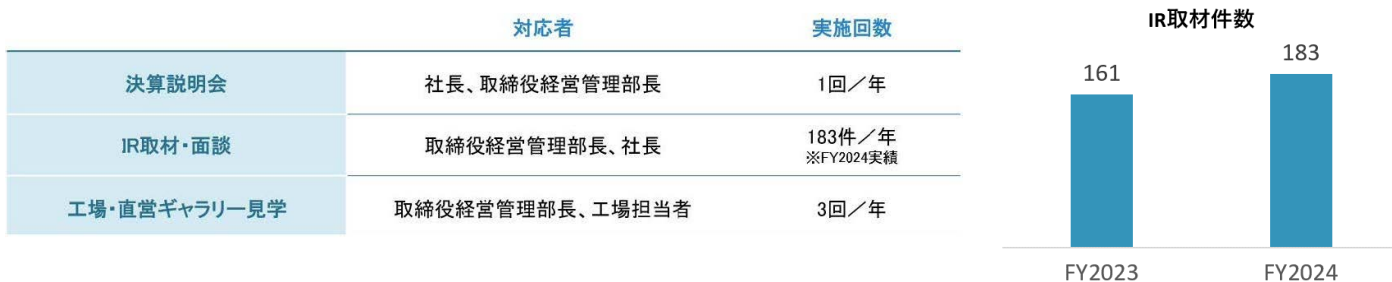 対応者 実施回数
決算説明会 社長、取締役経営管理部長 1回／年
IR取材・面談 取締役経営管理部長、社長 183件／年
※FY2024実績
工場・直営ギャラリー見学 取締役経営管理部長、工場担当者 3回／年
IR取材件数
161
183
FY2023
FY2024